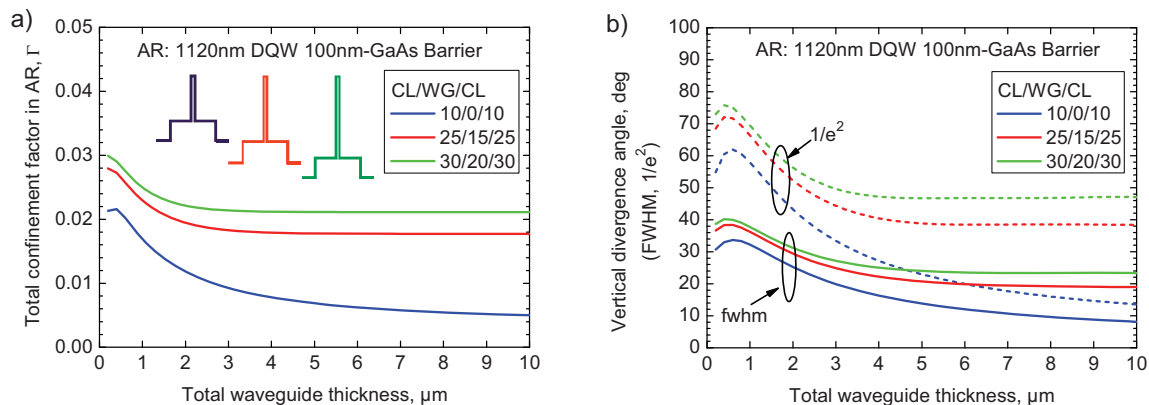 a)
Total confinement factor in AR, Γ
0.05
0.04
0.03
0.02
0.01
0.00
AR: 1120nm DQW 100nm-GaAs Barrier
CL/WG/CL
10/0/10
25/15/25
30/20/30
0 1 2 3 4 5 6 7 8 9 10
Total waveguide thickness, µm
b)
Vertical divergence angle, deg
(FWHM, 1/e²)
100
90
80
70
60
50
40
30
20
10
0
AR: 1120nm DQW 100nm-GaAs Barrier
CL/WG/CL
10/0/10
25/15/25
30/20/30
1/e²
fwhm
0 1 2 3 4 5 6 7 8 9 10
Total waveguide thickness, µm